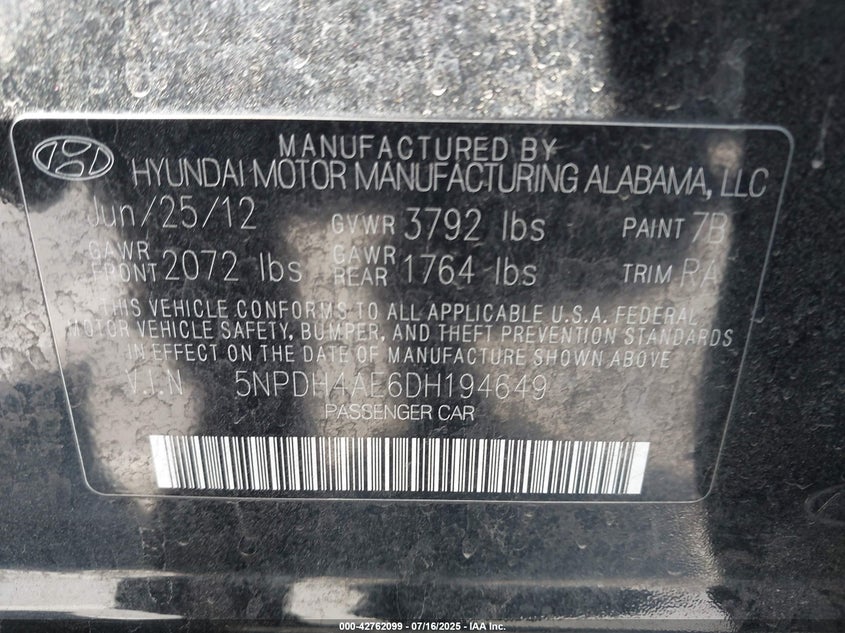 MANUFACTURED BY
HYUNDAI MOTOR MANUFACTURING ALABAMA, LLC
Jun/25/12 GVWR 3792 lbs PAINT 7B
GAWR FRONT 2072 lbs GAWR REAR 1764 lbs TRIM RA
THIS VEHICLE CONFORMS TO ALL APPLICABLE U.S.A. FEDERAL
MOTOR VEHICLE SAFETY, BUMPER, AND THEFT PREVENTION STANDARDS
IN EFFECT ON THE DATE OF MANUFACTURE SHOWN ABOVE
V.I.N 5NPDH4AE6DH194649
PASSENGER CAR
000-42762099 - 07/16/2025 - IAA Inc.